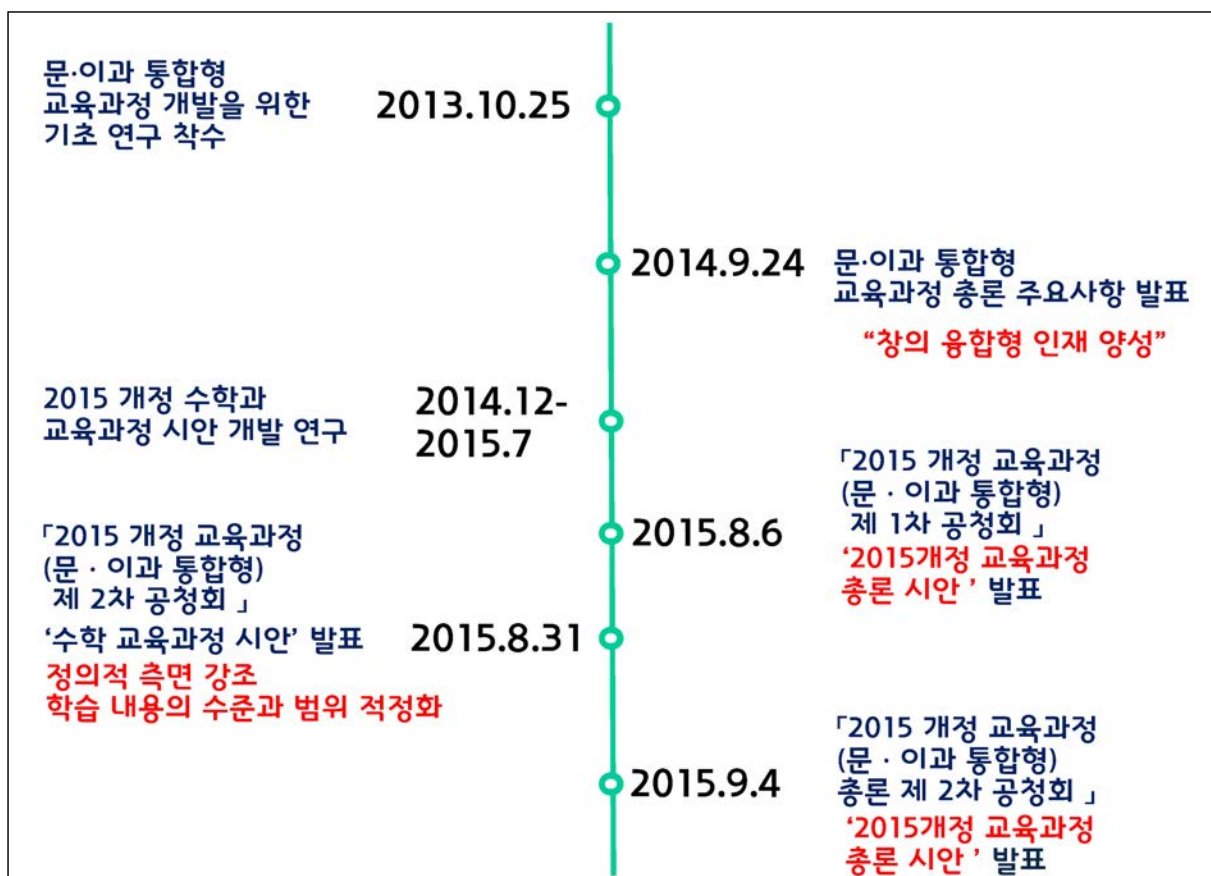 문·이과 통합형
교육과정 개발을 위한
기초 연구 착수
2013.10.25
2014.9.24
문·이과 통합형
교육과정 총론 주요사항 발표
“창의 융합형 인재 양성”
2015 개정 수학과
교육과정 시안 개발 연구
2014.12-
2015.7
「2015 개정 교육과정
(문 · 이과 통합형)
제 1차 공청회 」
‘2015개정 교육과정
총론 시안 ’ 발표
2015.8.6
「2015 개정 교육과정
(문 · 이과 통합형)
제 2차 공청회 」
‘수학 교육과정 시안’ 발표
정의적 측면 강조
학습 내용의 수준과 범위 적정화
2015.8.31
2015.9.4
「2015 개정 교육과정
(문 · 이과 통합형)
총론 제 2차 공청회 」
‘2015개정 교육과정
총론 시안 ’ 발표